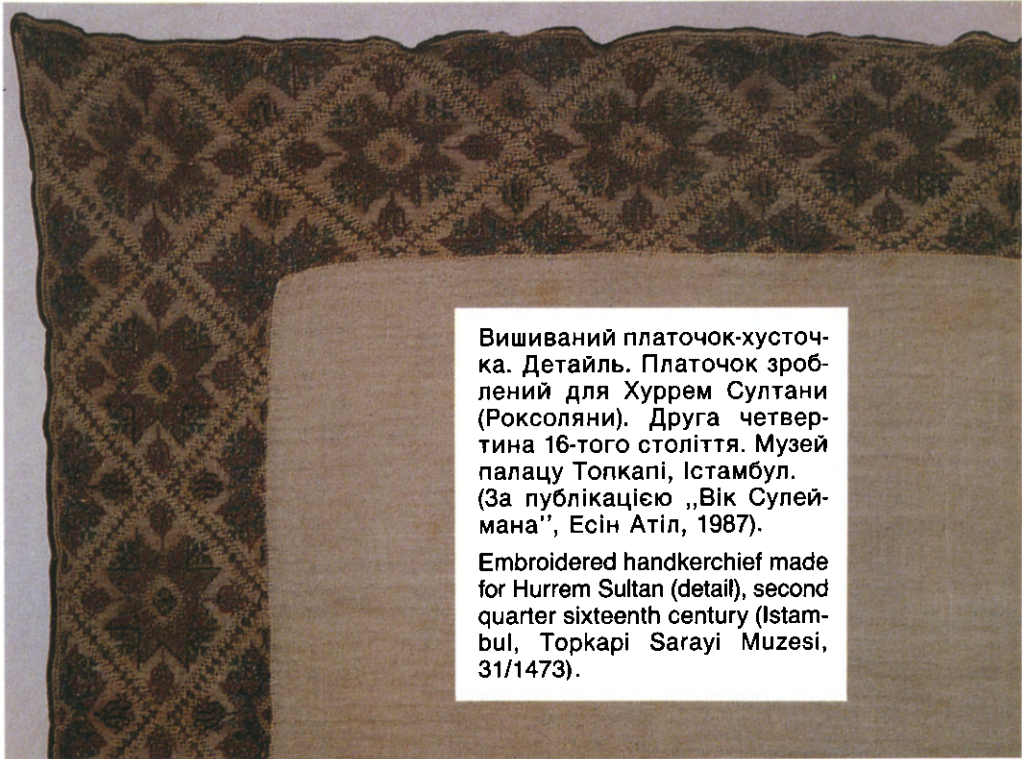 Вишиваний платочок-хусточ-
ка. Детайль. Платочок зроб-
лений для Хуррем Султани
(Роксоляни). Друга четвер-
тина 16-того століття. Музей
палацу Топкапі, Істамбул.
(За публікацією ,,Вік Сулей-
мана’’, Есін Атіл, 1987).
Embroidered handkerchief made
for Hurrem Sultan (detail), second
quarter sixteenth century (Istam-
bul, Topkapi Sarayi Muzesi,
31/1473).